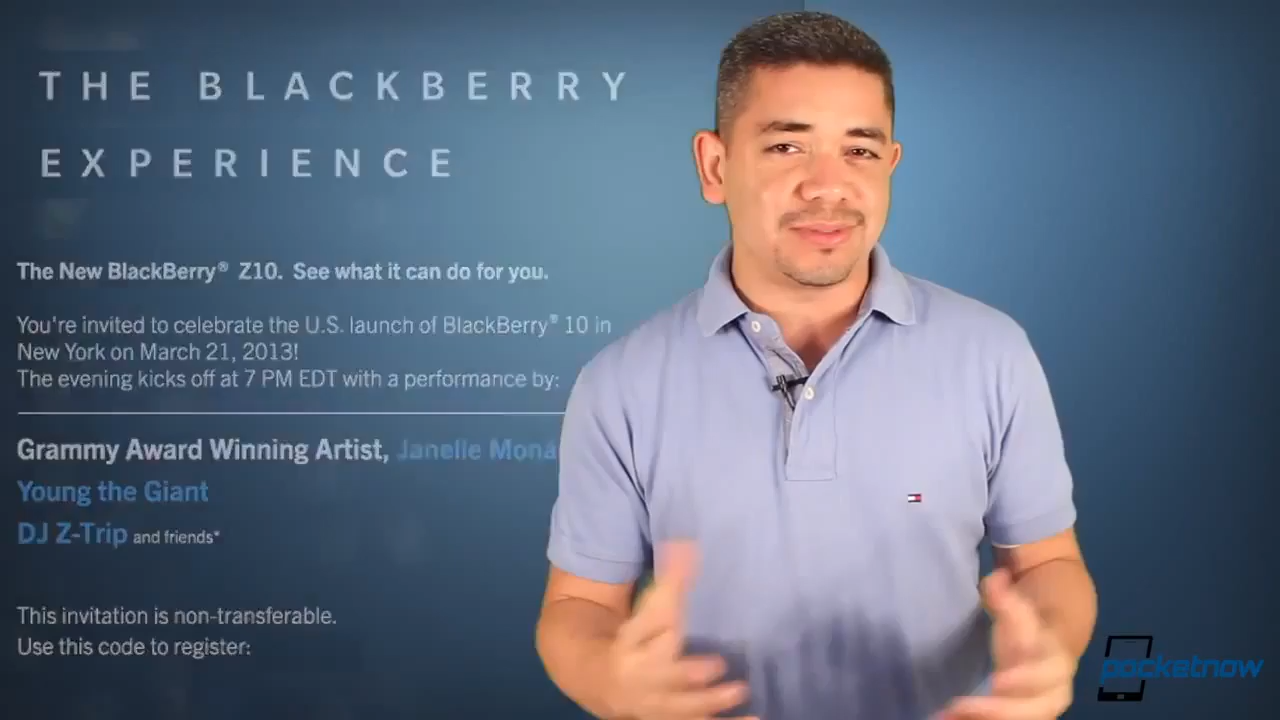 THE BLACKBERRY
EXPERIENCE
The New BlackBerry® Z10. See what it can do for you.
You're invited to celebrate the U.S. launch of BlackBerry® 10 in
New York on March 21, 2013!
The evening kicks off at 7 PM EDT with a performance by:
Grammy Award Winning Artist, Janelle Moná
Young the Giant
DJ Z-Trip and friends*
This invitation is non-transferable.
Use this code to register:
pocketnow